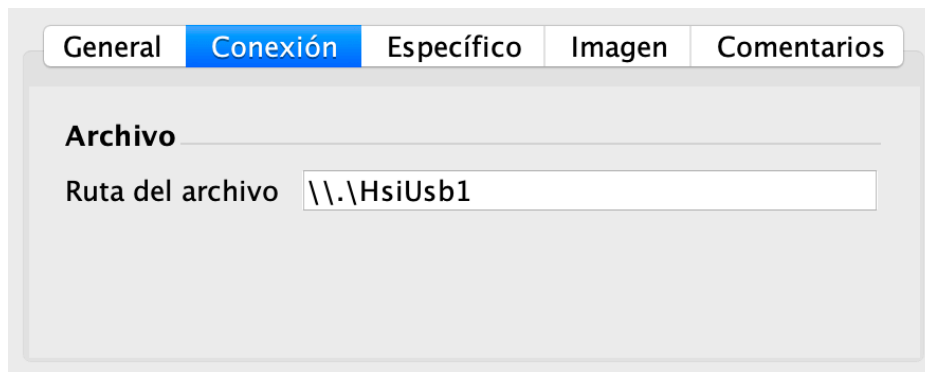 General Conexión Específico Imagen Comentarios
Archivo
Ruta del archivo \\.\HsiUsb1